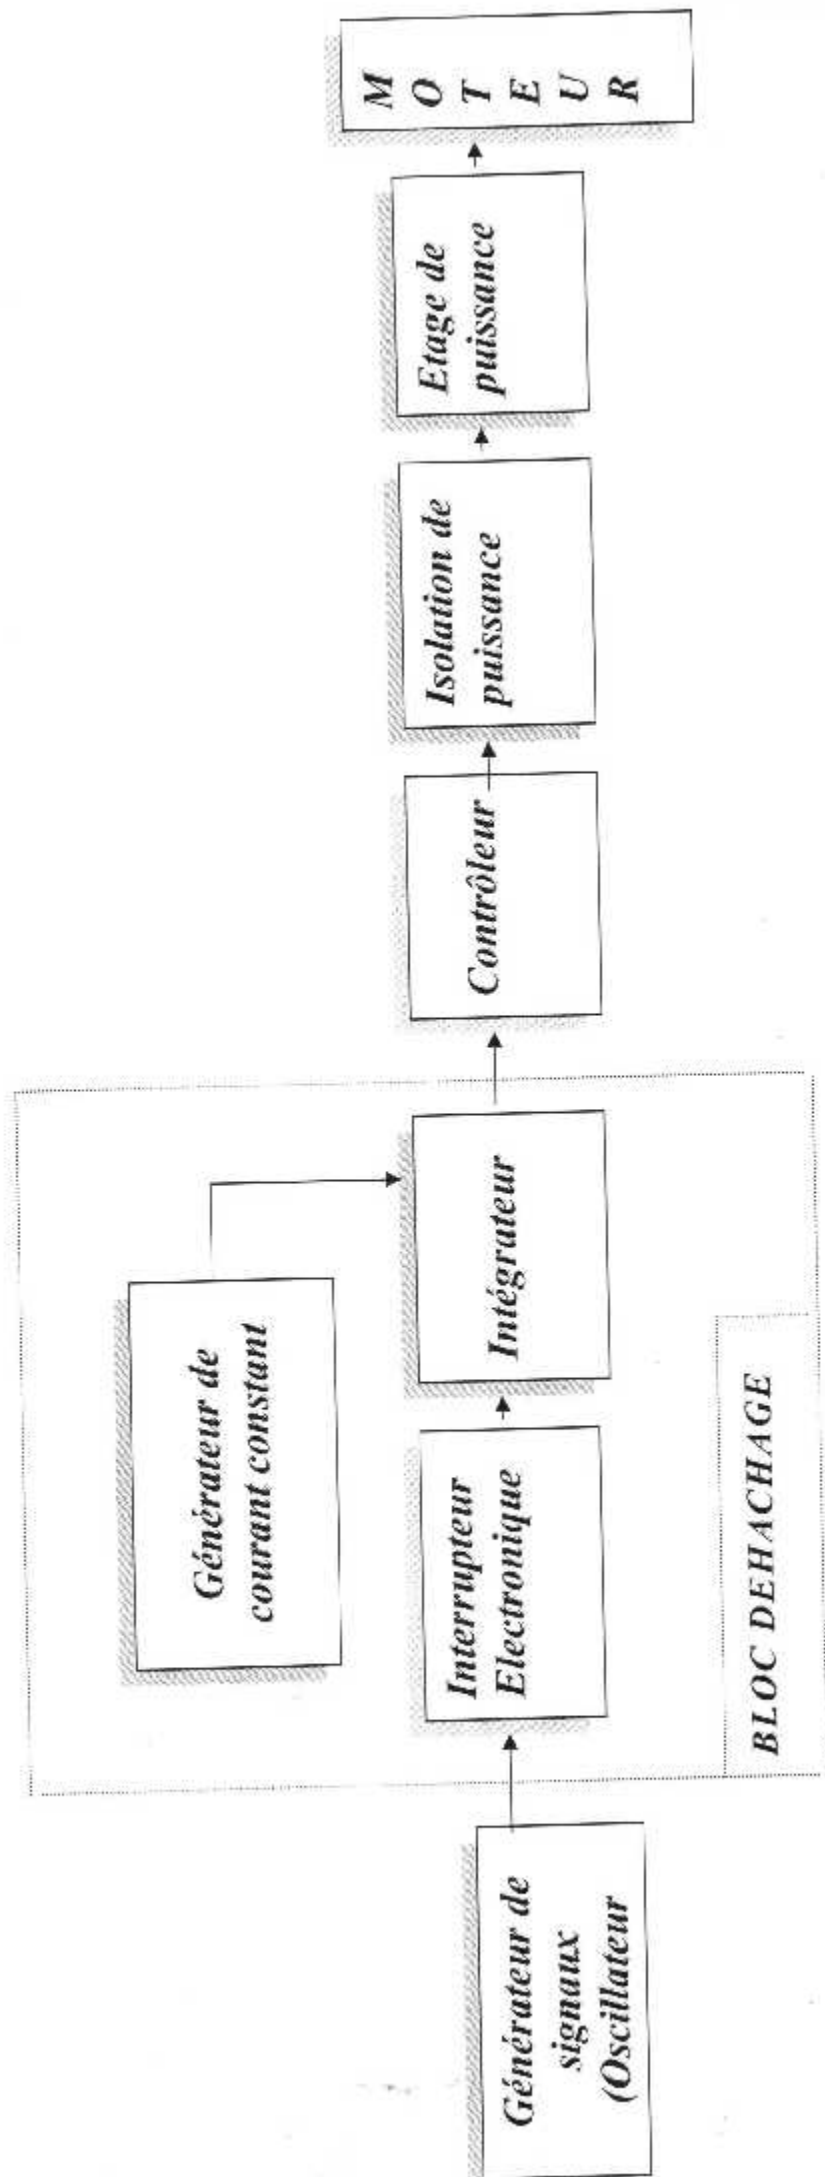 Générateur de
signaux
(Oscillateur
Interrupteur
Electronique
Générateur de
courant constant
Intégrateur
BLOC DEHACHAGE
Contrôleur
Isolation de
puissance
Etage de
puissance
M
O
T
E
U
R